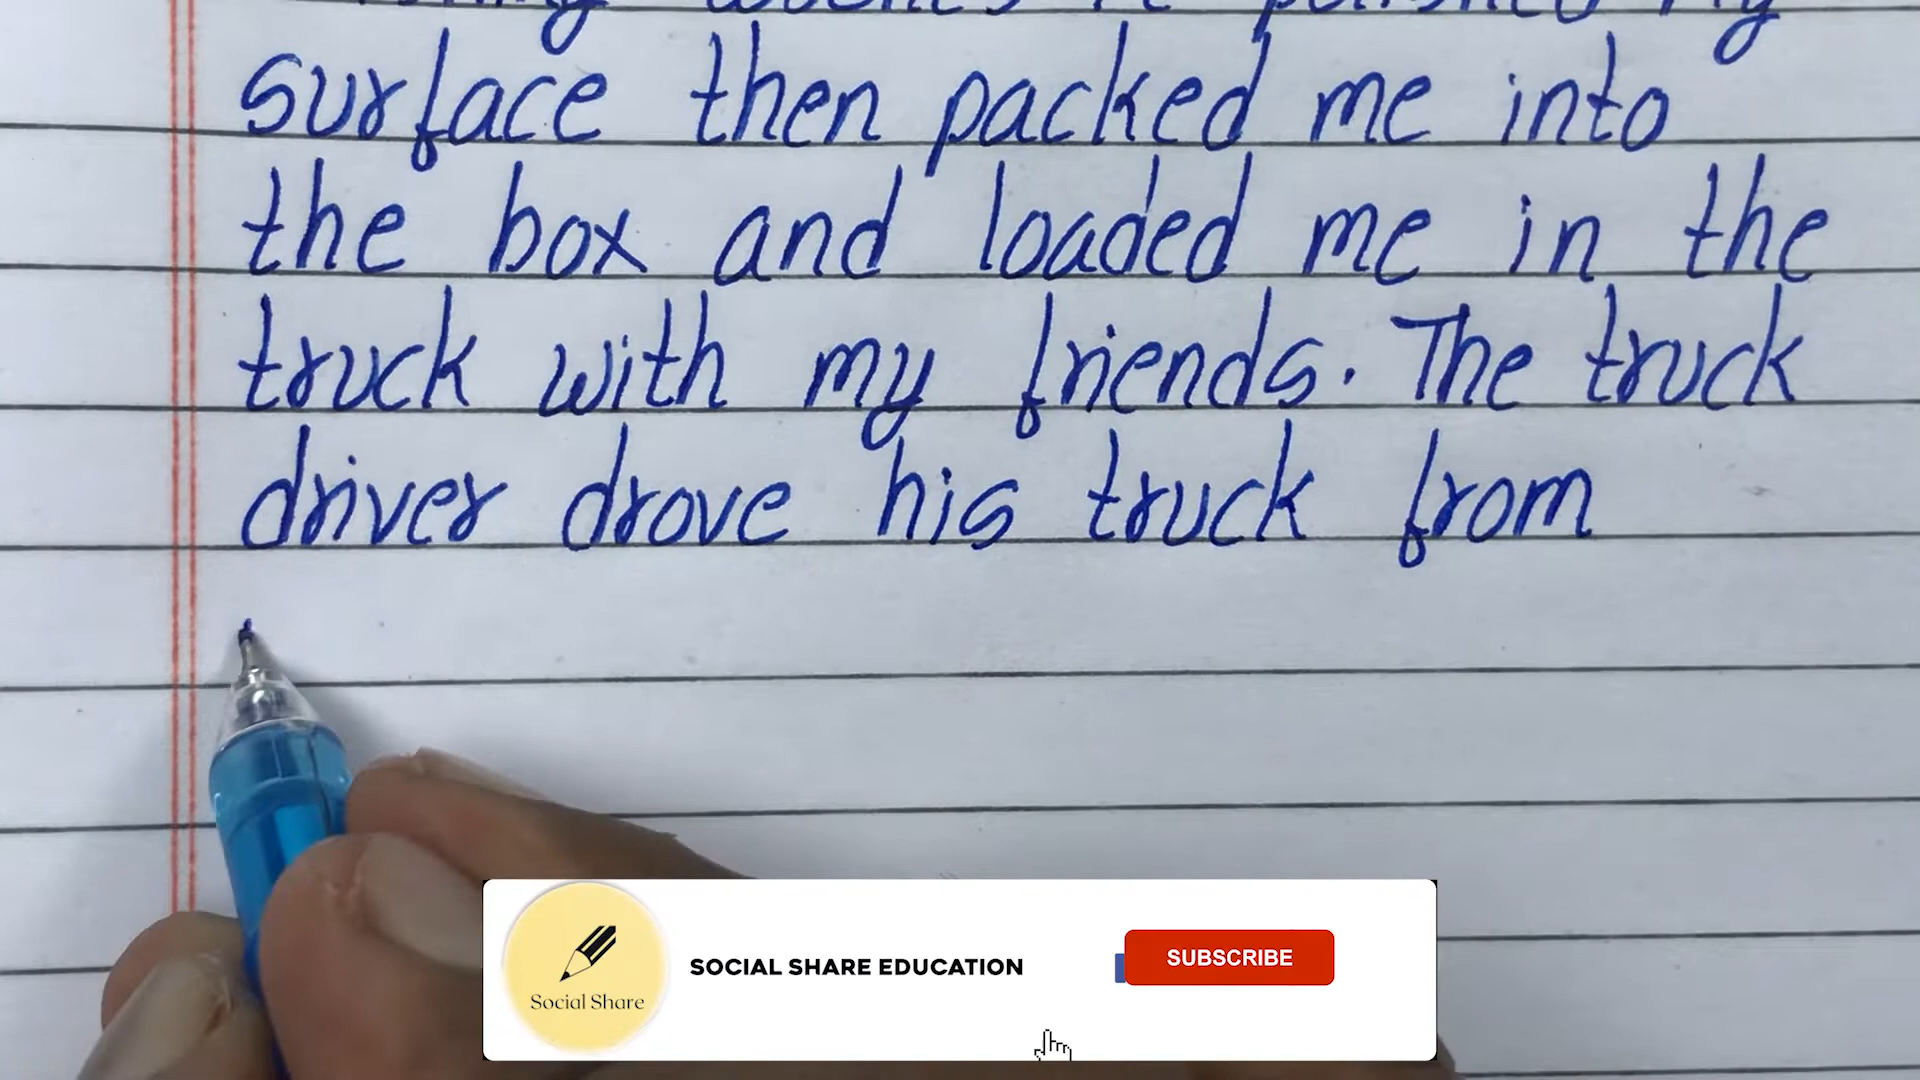 surface then packed me into
the box and loaded me in the
truck with my friends. The truck
driver drove his truck from
Social Share
SOCIAL SHARE EDUCATION
SUBSCRIBE